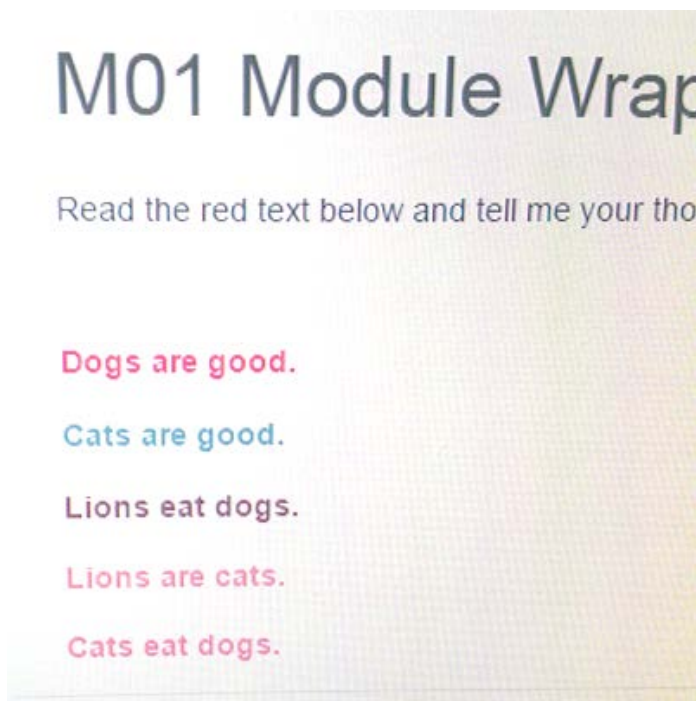 M01 Module Wrap
Read the red text below and tell me your tho
Dogs are good.
Cats are good.
Lions eat dogs.
Lions are cats.
Cats eat dogs.